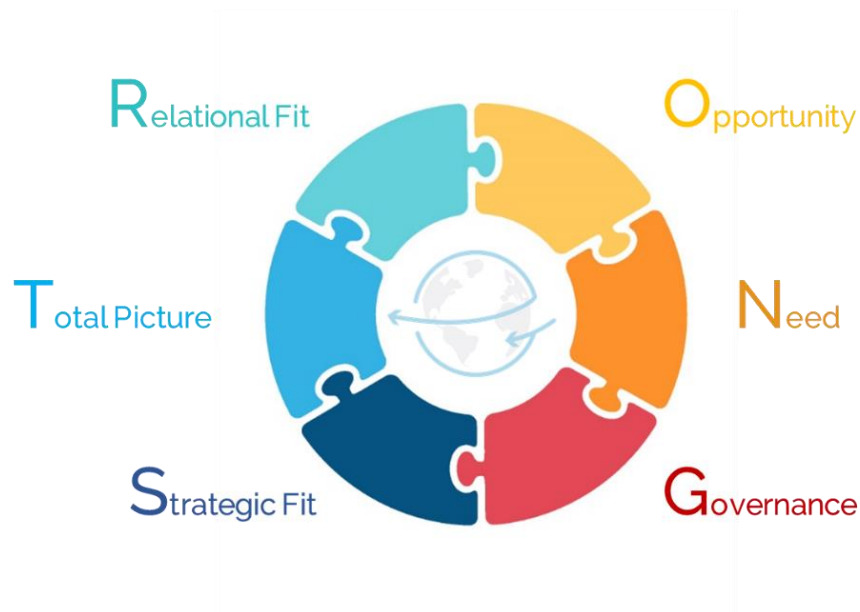 Relational Fit
Opportunity
Total Picture
Need
Strategic Fit
Governance